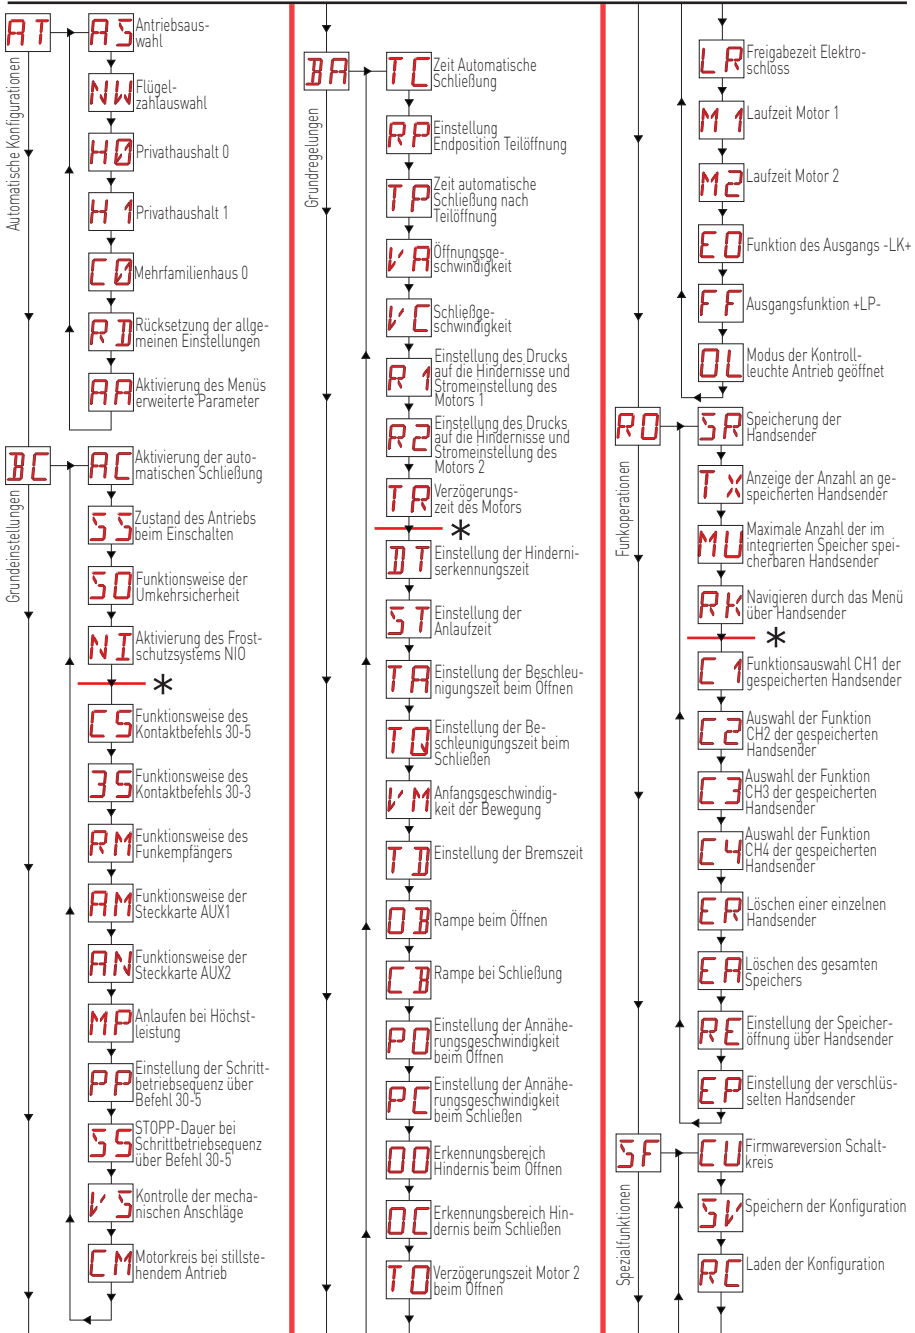 AT
Automatische Konfigurationen
AS
Antriebsaus-
wahl
NW
Flügel-
zahlauswahl
H0
Privathaushalt 0
H1
Privathaushalt 1
C0
Mehrfamilienhaus 0
RD
Rücksetzung der allge-
meinen Einstellungen
AA
Aktivierung des Menüs
erweiterte Parameter
BC
Grundeinstellungen
AC
Aktivierung der auto-
matischen Schließung
SS
Zustand des Antriebs
beim Einschalten
SO
Funktionsweise der
Umkehrsicherheit
NI
Aktivierung des Frost-
schutzsystems NIO
*
CS
Funktionsweise des
Kontaktbefehls 30-5
3S
Funktionsweise des
Kontaktbefehls 30-3
RM
Funktionsweise des
Funkempfängers
AM
Funktionsweise der
Steckkarte AUX1
AN
Funktionsweise der
Steckkarte AUX2
MP
Anlaufen bei Höchst-
leistung
PP
Einstellung der Schritt-
betriebsequenz über
Befehl 30-5
S5
STOPP-Dauer bei
Schrittbetriebsequenz
über Befehl 30-5
VS
Kontrolle der mecha-
nischen Anschläge
CM
Motorkreis bei stillste-
hendem Antrieb
BA
Grundregelungen
TC
Zeit Automatische
Schließung
RP
Einstellung
Endposition Teilöffnung
TP
Zeit automatische
Schließung nach
Teilöffnung
VA
Öffnungsge-
schwindigkeit
VC
Schließge-
schwindigkeit
R1
Einstellung des Drucks
auf die Hindernisse und
Stromeinstellung des
Motors 1
R2
Einstellung des Drucks
auf die Hindernisse und
Stromeinstellung des
Motors 2
TR
Verzögerungs-
zeit des Motors
*
DT
Einstellung der Hinderni-
serkennungszeit
ST
Einstellung der
Anlaufzeit
TA
Einstellung der Beschleu-
nigungszeit beim Öffnen
TQ
Einstellung der Be-
schleunigungszeit beim
Schließen
VM
Anfangsgeschwindig-
keit der Bewegung
TD
Einstellung der Bremszeit
OB
Rampe beim Öffnen
CB
Rampe bei Schließung
PO
Einstellung der Annähe-
rungsgeschwindigkeit
beim Öffnen
PC
Einstellung der Annähe-
rungsgeschwindigkeit
beim Schließen
OO
Erkennungsbereich
Hindernis beim Öffnen
OC
Erkennungsbereich Hin-
dernis beim Schließen
TO
Verzögerungszeit Motor 2
beim Öffnen
LR
Freigabezeit Elektro-
schloss
M1
Laufzeit Motor 1
M2
Laufzeit Motor 2
EO
Funktion des Ausgangs -LK+
FF
Ausgangsfunktion +LP-
OL
Modus der Kontroll-
leuchte Antrieb geöffnet
RO
Funkoperationen
SR
Speicherung der
Handsender
TX
Anzeige der Anzahl an ge-
speicherten Handsender
MU
Maximale Anzahl der im
integrierten Speicher spei-
cherbaren Handsender
RK
Navigieren durch das Menü
über Handsender
*
C1
Funktionsauswahl CH1 der
gespeicherten Handsender
C2
Auswahl der Funktion
CH2 der gespeicherten
Handsender
C3
Auswahl der Funktion
CH3 der gespeicherten
Handsender
C4
Auswahl der Funktion
CH4 der gespeicherten
Handsender
ER
Löschen einer einzelnen
Handsender
EA
Löschen des gesamten
Speichers
RE
Einstellung der Speicher-
öffnung über Handsender
EP
Einstellung der verschlüs-
selten Handsender
SF
Spezialfunktionen
CU
Firmwareversion Schalt-
kreis
SV
Speichern der Konfiguration
RC
Laden der Konfiguration